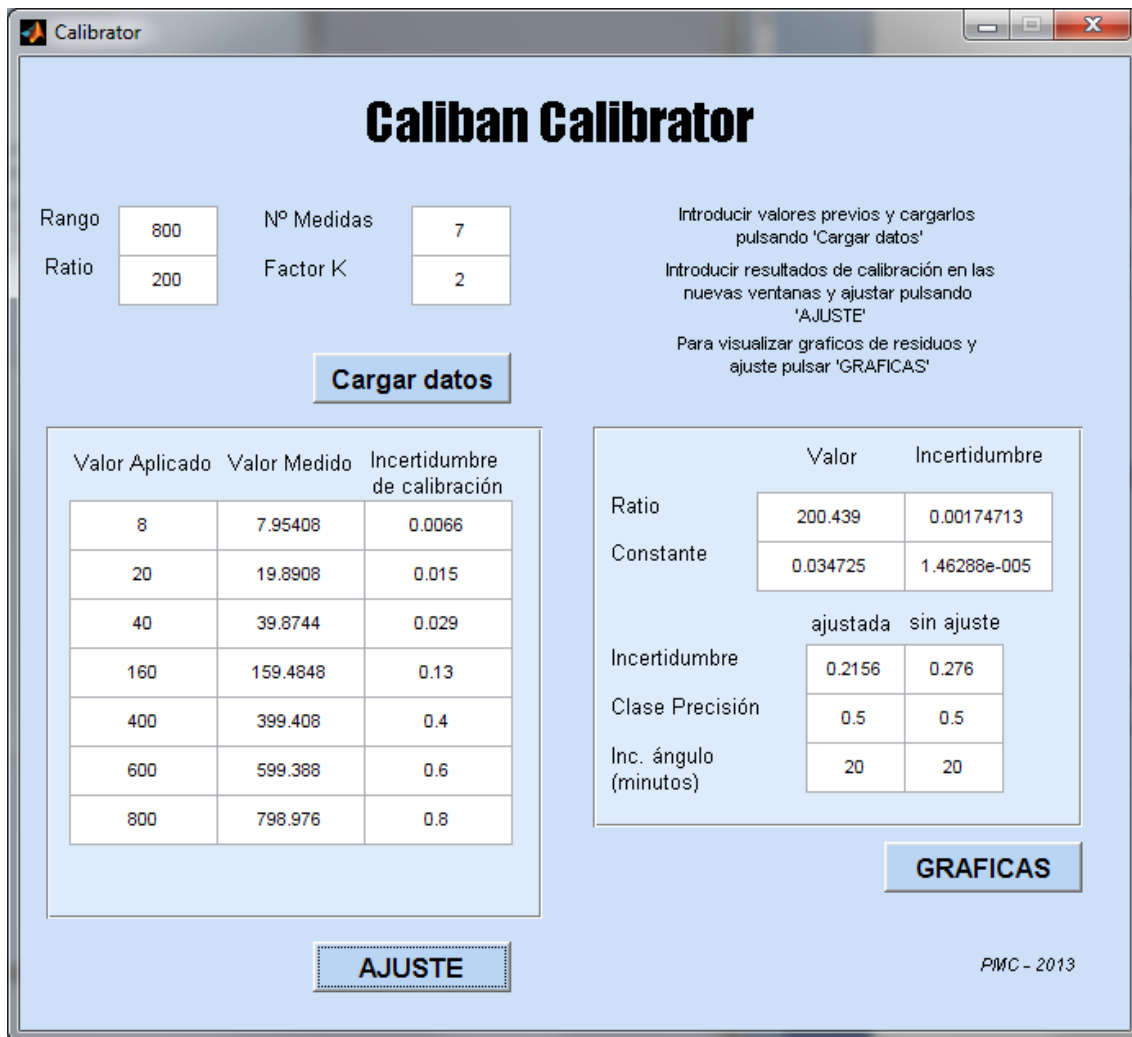 Calibrator
Caliban Calibrator
Rango 800 Nº Medidas 7
Ratio 200 Factor K 2
Cargar datos
Introducir valores previos y cargarlos
pulsando 'Cargar datos'
Introducir resultados de calibración en las
nuevas ventanas y ajustar pulsando
'AJUSTE'
Para visualizar graficos de residuos y
ajuste pulsar 'GRAFICAS'
Valor Aplicado Valor Medido Incertidumbre
de calibración
8 7.95408 0.0066
20 19.8908 0.015
40 39.8744 0.029
160 159.4848 0.13
400 399.408 0.4
600 599.388 0.6
800 798.976 0.8
AJUSTE
Valor Incertidumbre
Ratio 200.439 0.00174713
Constante 0.034725 1.46288e-005
ajustada sin ajuste
Incertidumbre 0.2156 0.276
Clase Precisión 0.5 0.5
Inc. ángulo
(minutos) 20 20
GRAFICAS
PMC - 2013